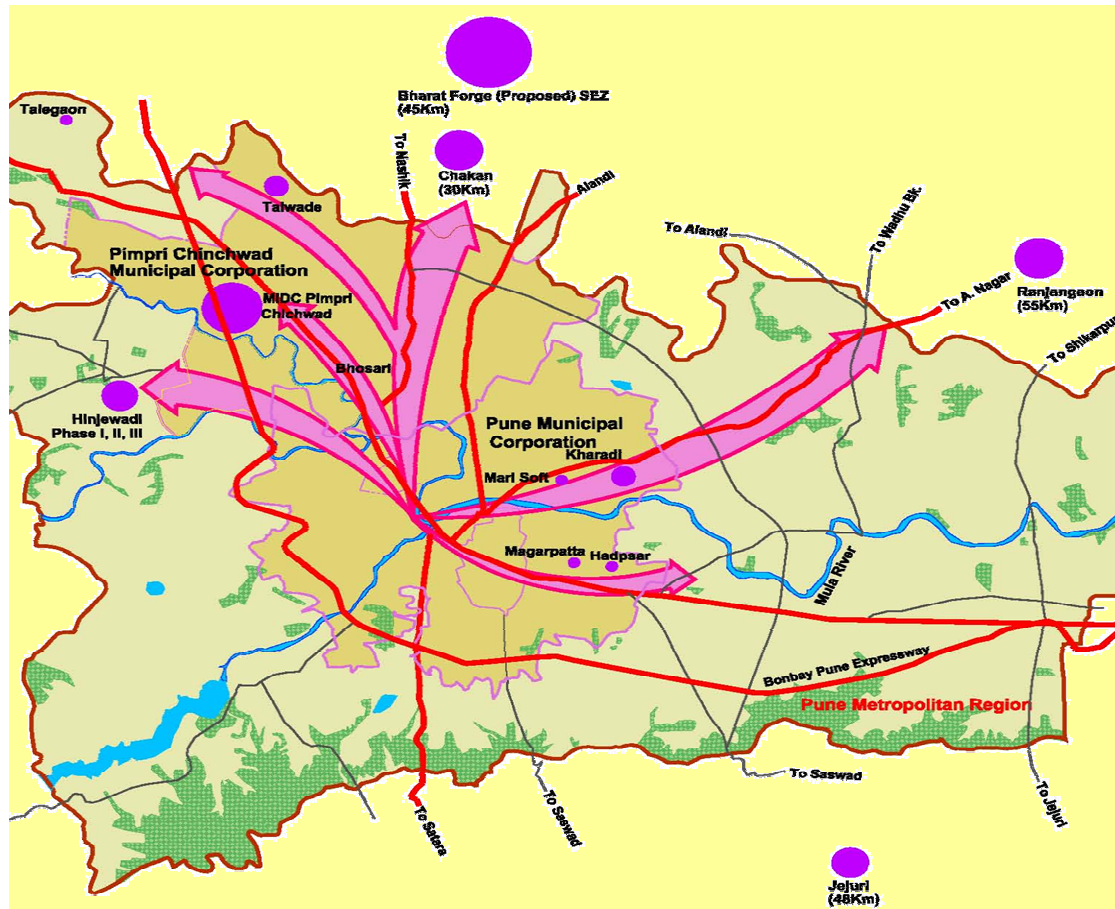 Bharat Forge (Proposed) SEZ
(45Km)
Talegaon
To Nashik
Chakan
(30Km)
Alandi
Talwade
To Alandi
To Wadhu Bk.
Pimpri Chinchwad
Municipal Corporation
MIDC Pimpri
Chichwad
To A. Nagar
Ranjangaon
(55Km)
To Shikarpur
Bhosari
Hinjewadi
Phase I, II, III
Pune Municipal
Corporation
Kharadi
Mari Soft
Magarpatta
Hadpsar
Mula River
Bonbay Pune Expressway
Pune Metropolitan Region
To Saswad
To Satara
To Saswad
To Jejuri
Jejuri
(48Km)